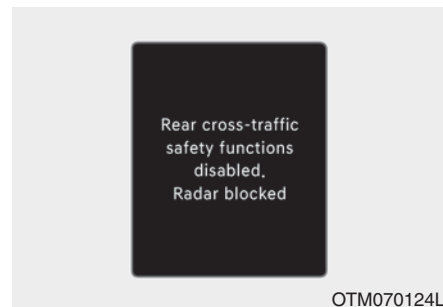 Rear cross-traffic
safety functions
disabled.
Radar blocked
OTM070124L